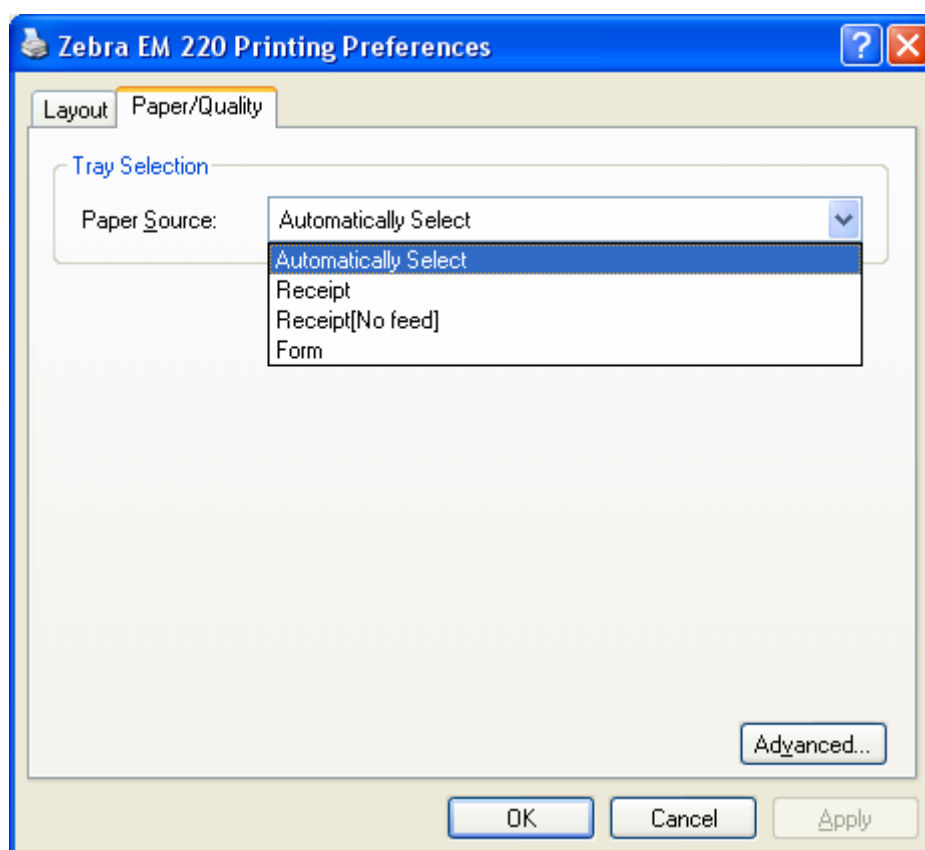 Zebra EM 220 Printing Preferences
Layout Paper/Quality
Tray Selection
Paper Source: Automatically Select
Automatically Select
Receipt
Receipt[No feed]
Form
Advanced...
OK Cancel Apply